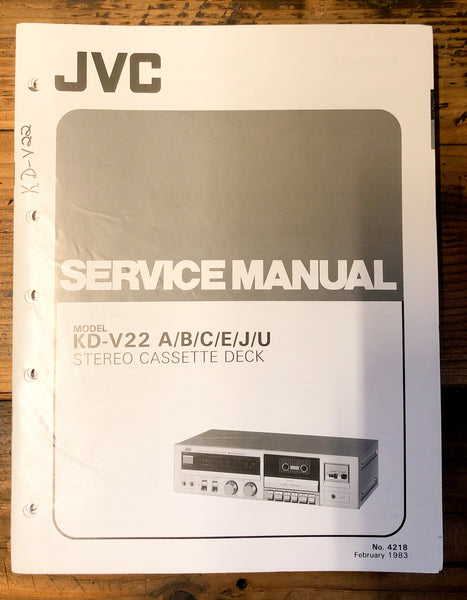 JVC
KD-V22
SERVICE MANUAL
MODEL
KD-V22 A/B/C/E/J/U
STEREO CASSETTE DECK
No. 4218
February 1983